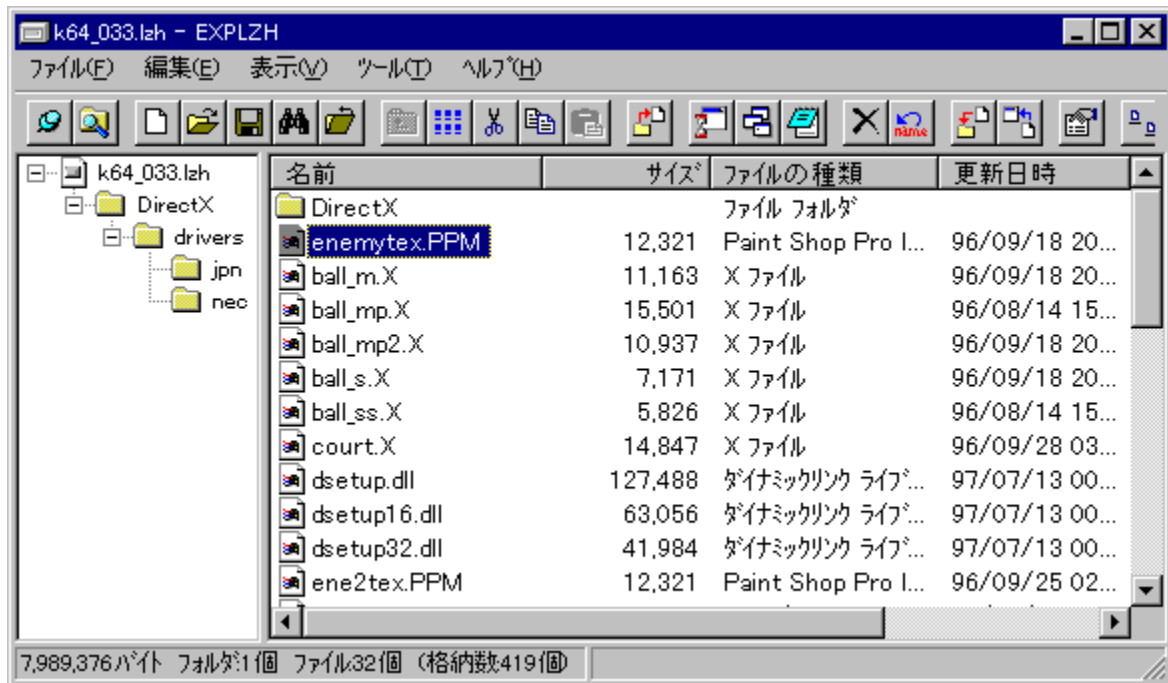 k64_033.lzh - EXPLZH
ﾌｧｲﾙ(F) 編集(E) 表示(V) ﾂｰﾙ(T) ﾍﾙﾌﾟ(H)
name
k64_033.lzh
DirectX
drivers
jpn
nec
名前 ｻｲｽﾞ ﾌｧｲﾙの種類 更新日時
DirectX ﾌｧｲﾙ ﾌｫﾙﾀﾞ
enemytex.PPM 12,321 Paint Shop Pro I... 96/09/18 20...
ball_m.X 11,163 X ﾌｧｲﾙ 96/09/18 20...
ball_mp.X 15,501 X ﾌｧｲﾙ 96/08/14 15...
ball_mp2.X 10,937 X ﾌｧｲﾙ 96/09/18 20...
ball_s.X 7,171 X ﾌｧｲﾙ 96/09/18 20...
ball_ss.X 5,826 X ﾌｧｲﾙ 96/08/14 15...
court.X 14,847 X ﾌｧｲﾙ 96/09/28 03...
dsetup.dll 127,488 ﾀﾞｲﾅﾐｯｸﾘﾝｸ ﾗｲﾌﾞ... 97/07/13 00...
dsetup16.dll 63,056 ﾀﾞｲﾅﾐｯｸﾘﾝｸ ﾗｲﾌﾞ... 97/07/13 00...
dsetup32.dll 41,984 ﾀﾞｲﾅﾐｯｸﾘﾝｸ ﾗｲﾌﾞ... 97/07/13 00...
ene2tex.PPM 12,321 Paint Shop Pro I... 96/09/25 02...
7,989,376ﾊﾞｲﾄ ﾌｫﾙﾀﾞ:1個 ﾌｧｲﾙ:32個 (格納数:419個)